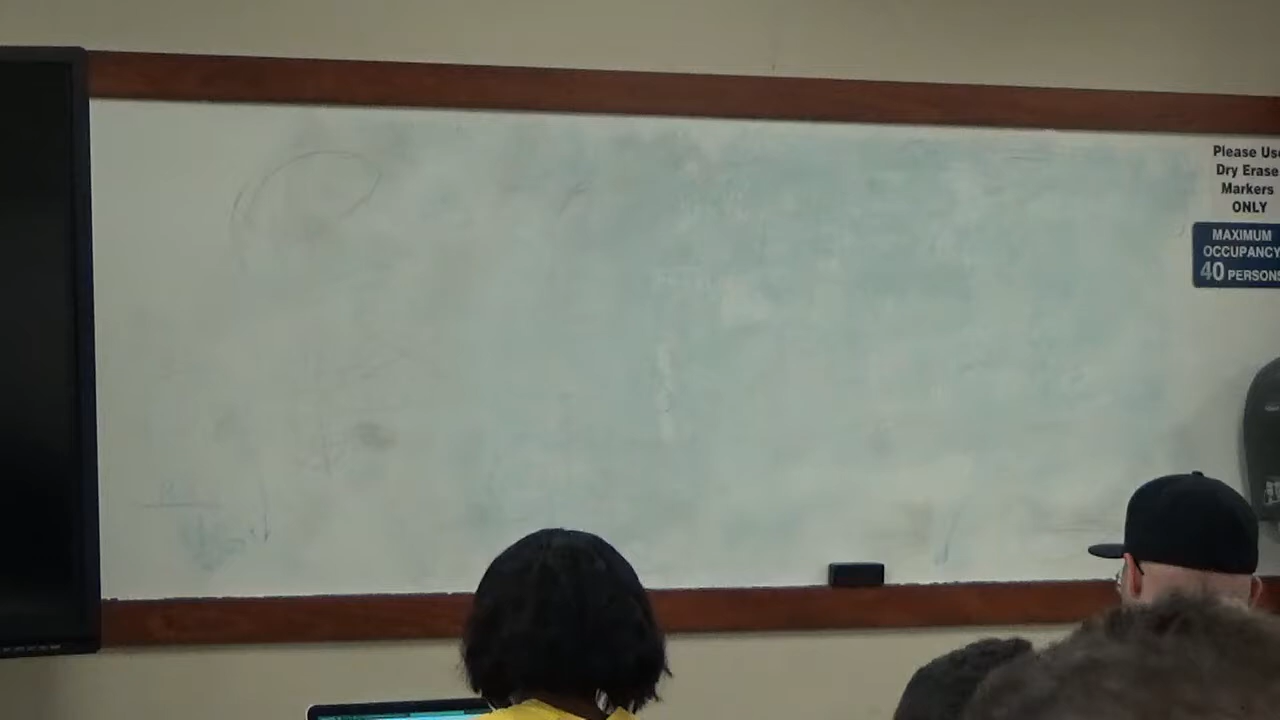 Please Use
Dry Erase
Markers
ONLY
MAXIMUM
OCCUPANCY
40 PERSONS